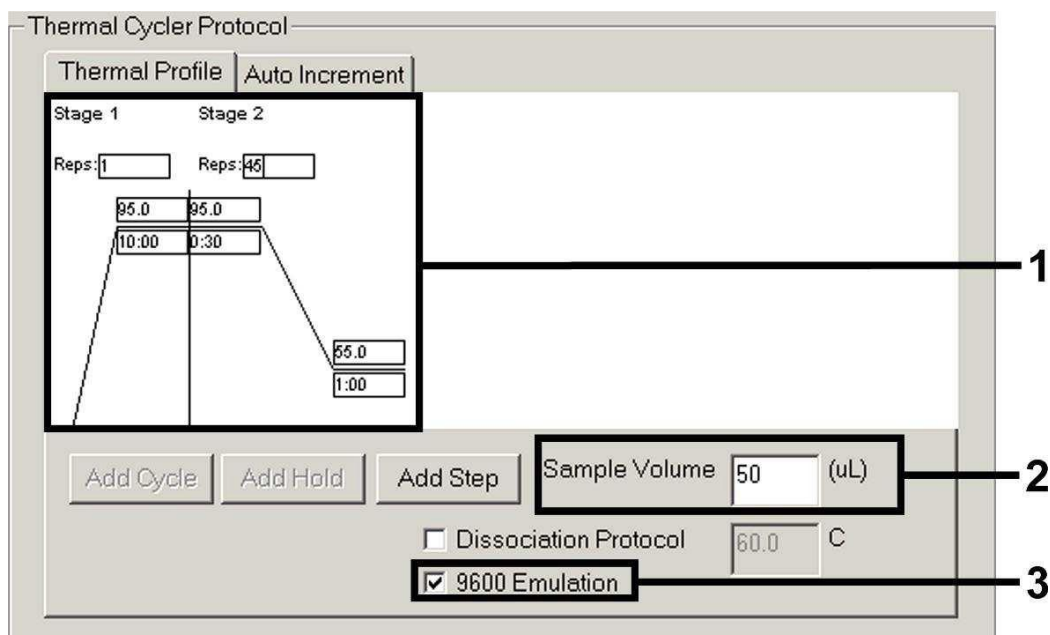 Thermal Cycler Protocol
Thermal Profile Auto Increment
Stage 1 Stage 2
Reps: 1 Reps: 45
95.0 95.0
10:00 0:30
1
55.0
1:00
Add Cycle Add Hold Add Step Sample Volume 50 (uL)
2
Dissociation Protocol 60.0 C
9600 Emulation
3